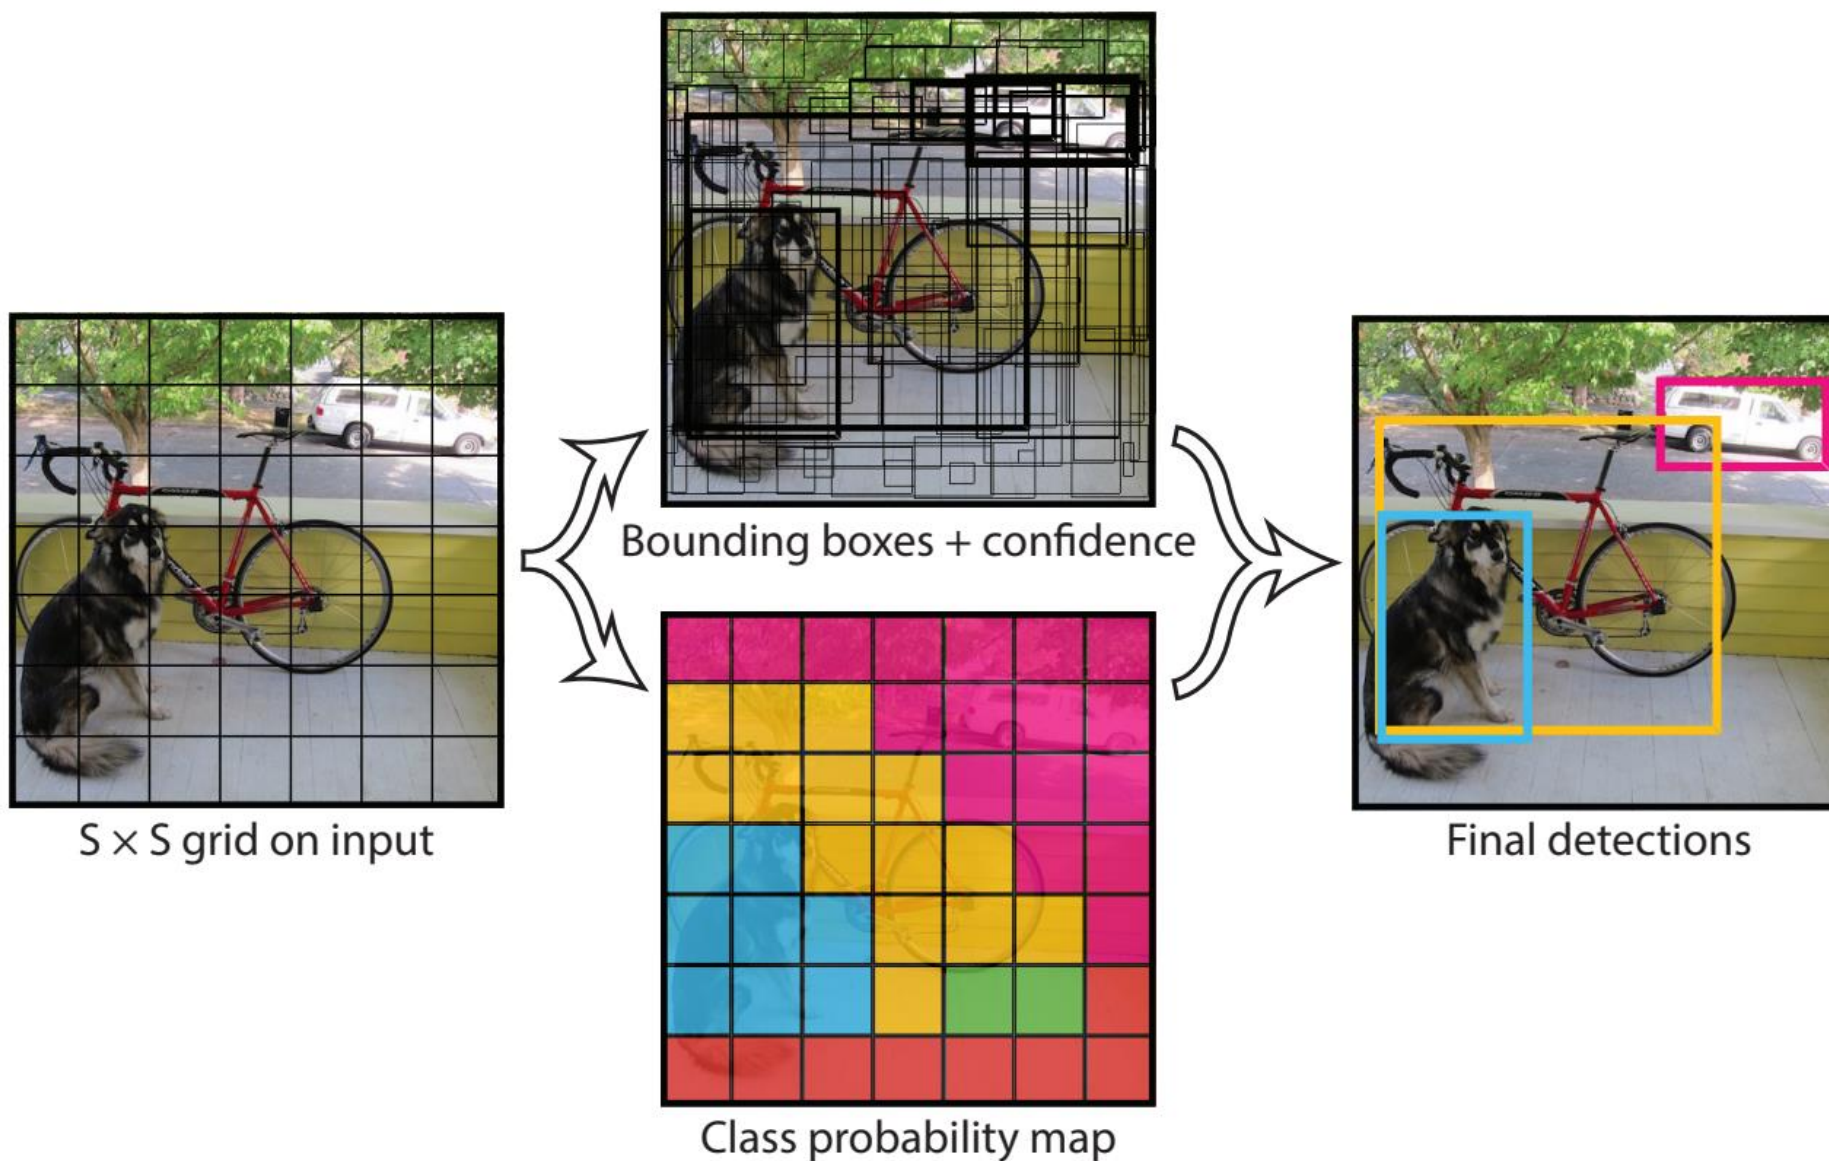 Bounding boxes + confidence
S × S grid on input
Final detections
Class probability map